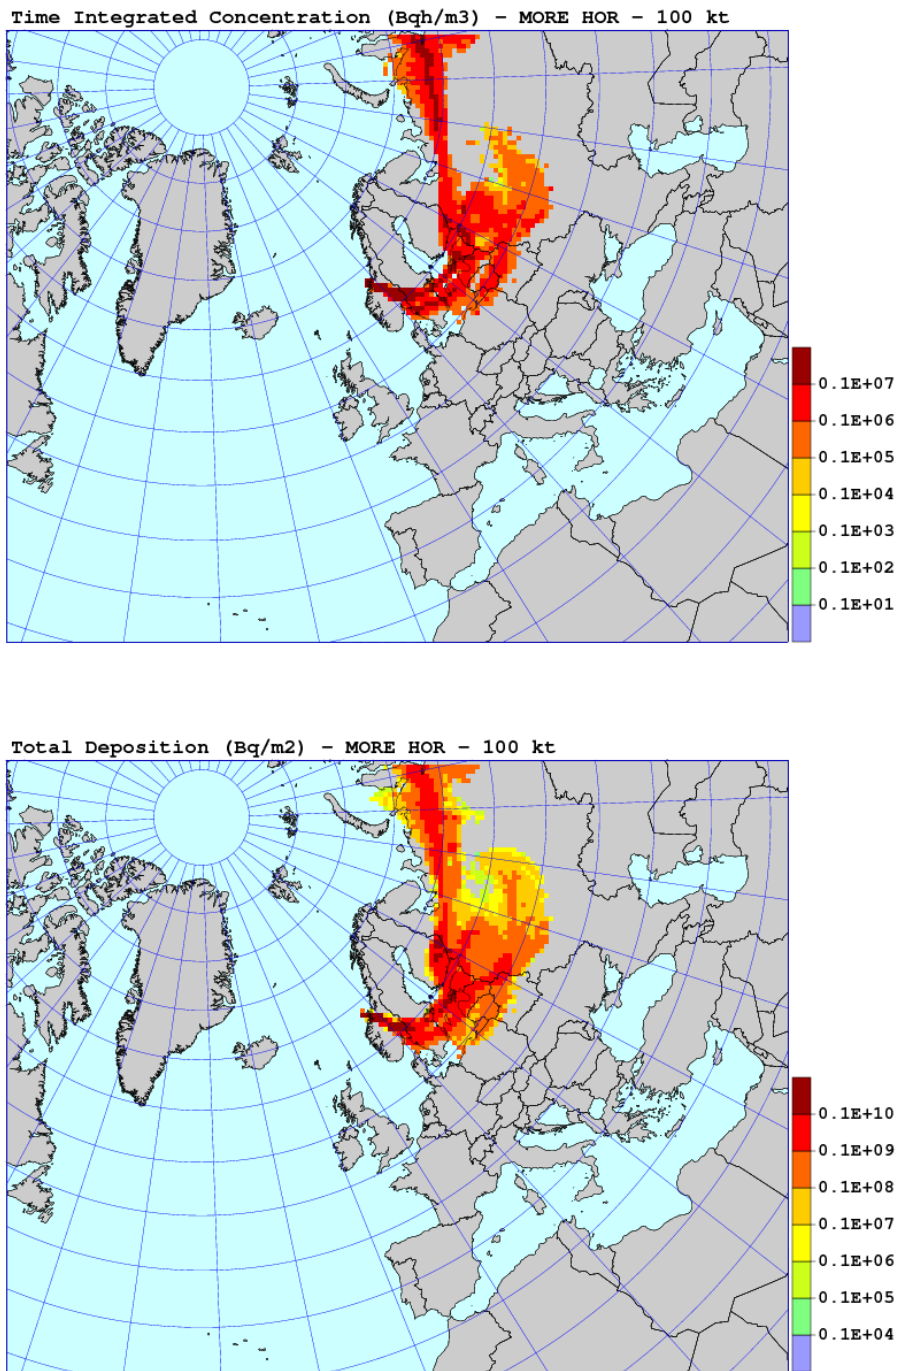 Time Integrated Concentration (Bqh/m3) – MORE HOR – 100 kt
0.1E+07
0.1E+06
0.1E+05
0.1E+04
0.1E+03
0.1E+02
0.1E+01
Total Deposition (Bq/m2) – MORE HOR – 100 kt
0.1E+10
0.1E+09
0.1E+08
0.1E+07
0.1E+06
0.1E+05
0.1E+04